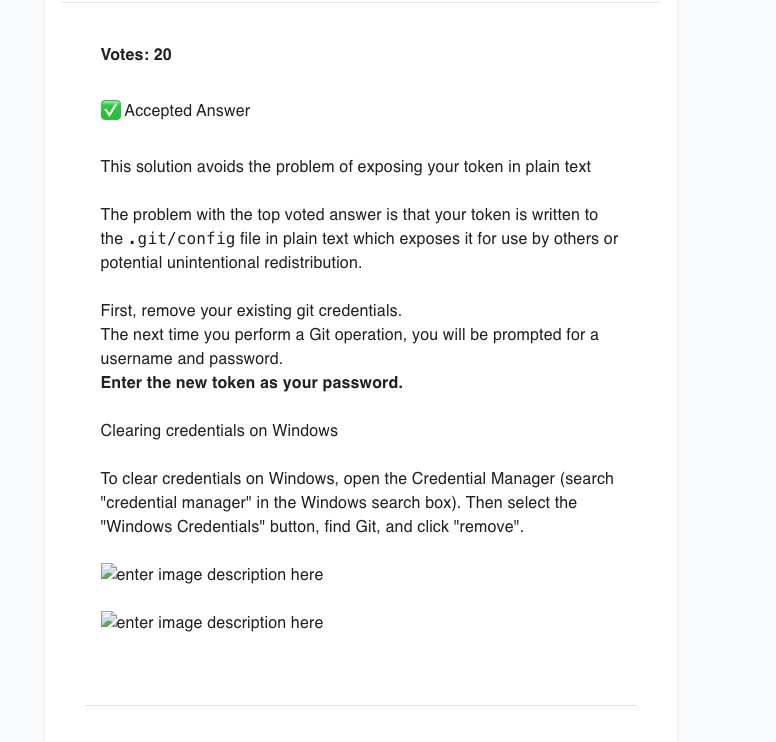 Votes: 20
✅ Accepted Answer
This solution avoids the problem of exposing your token in plain text
The problem with the top voted answer is that your token is written to
the .git/config file in plain text which exposes it for use by others or
potential unintentional redistribution.
First, remove your existing git credentials.
The next time you perform a Git operation, you will be prompted for a
username and password.
Enter the new token as your password.
Clearing credentials on Windows
To clear credentials on Windows, open the Credential Manager (search
"credential manager" in the Windows search box). Then select the
"Windows Credentials" button, find Git, and click "remove".
enter image description here
enter image description here